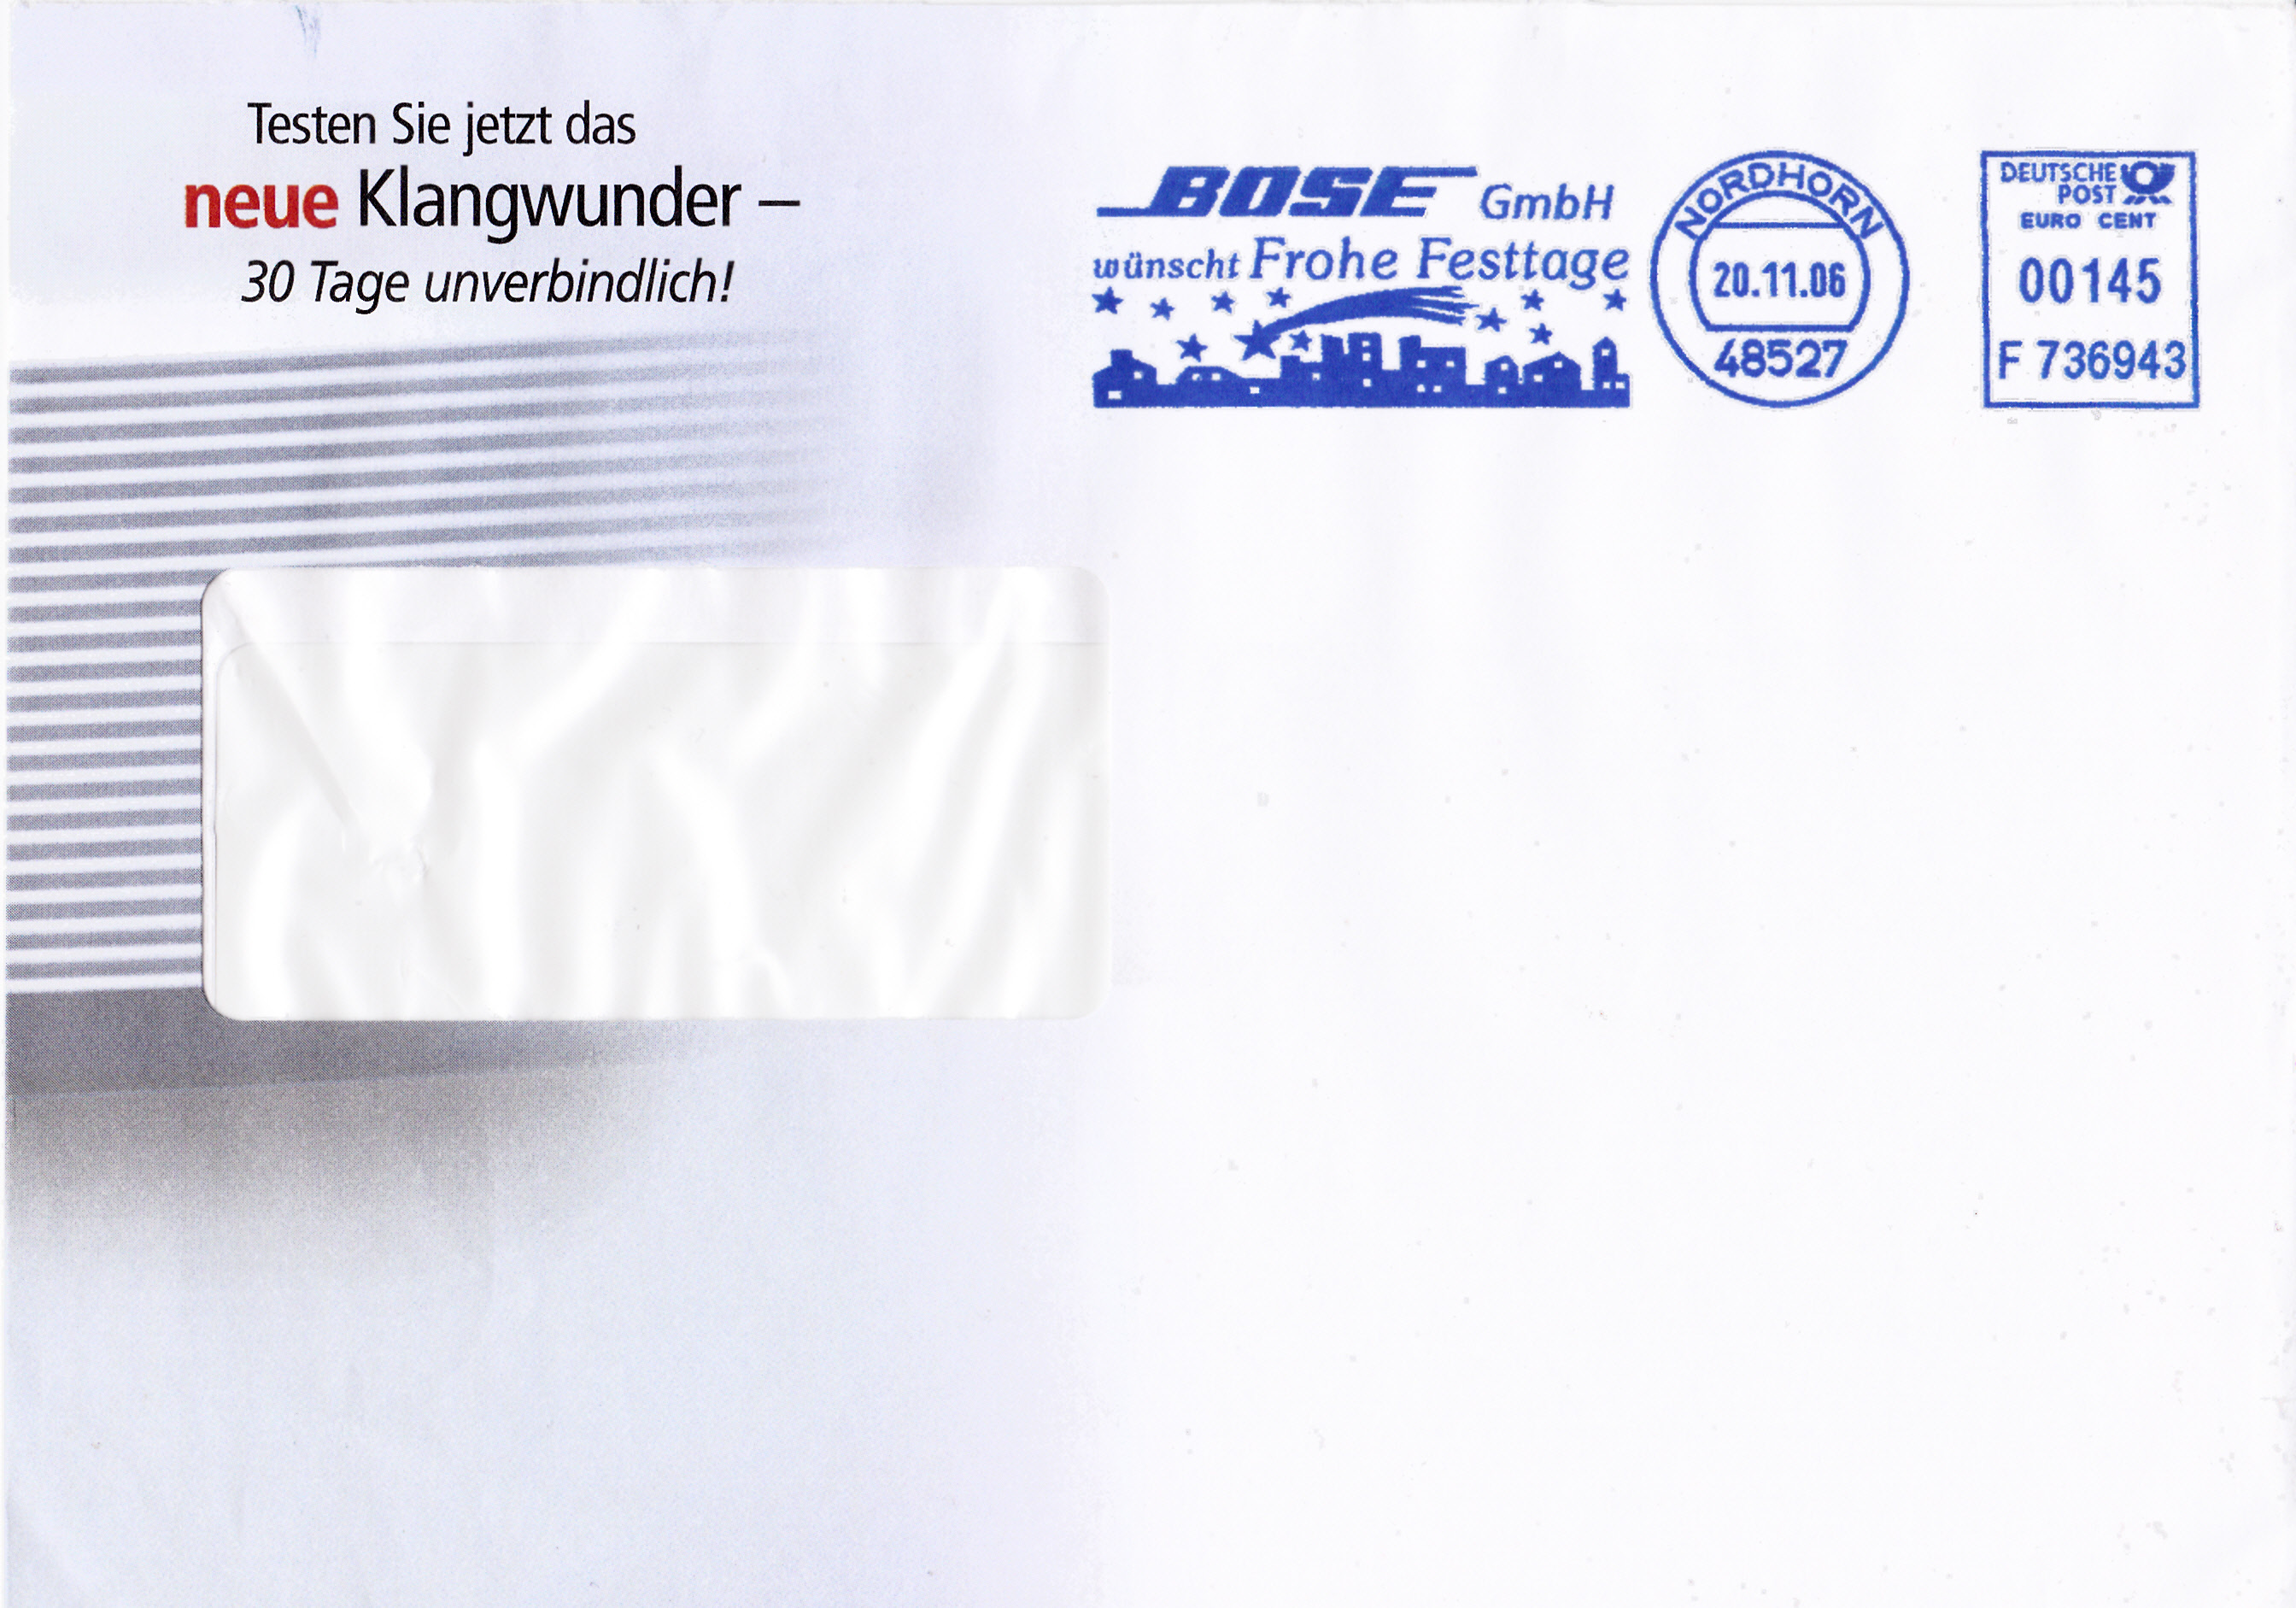 Testen Sie jetzt das
neue Klangwunder –
30 Tage unverbindlich!
BOSE GmbH
wünscht Frohe Festtage
NORDHORN
20.11.06
48527
DEUTSCHE
POST
EURO CENT
00145
F 736943